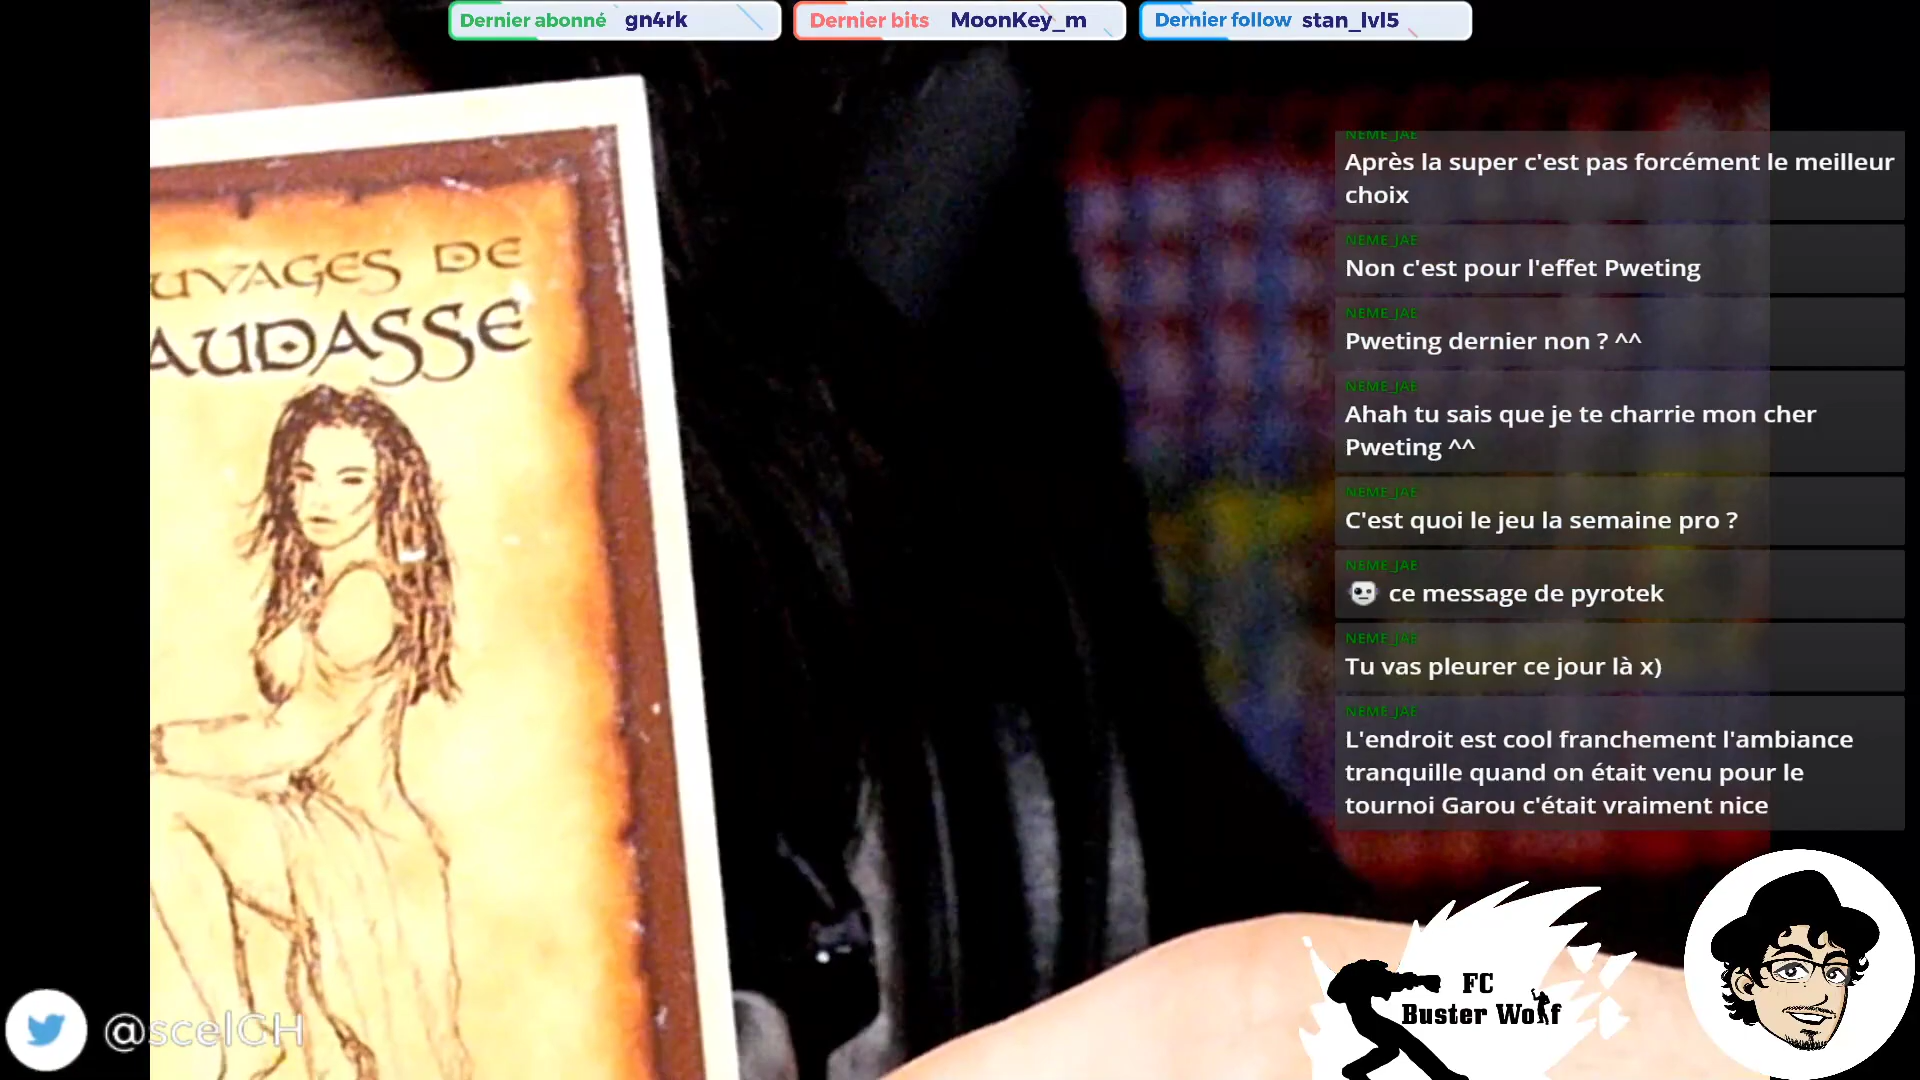 Dernier abonné gn4rk
Dernier bits MoonKey_m
Dernier follow stan_lvl5
UVAGES DE
AUDASSE
NEME_JAE
Après la super c'est pas forcément le meilleur
choix
NEME_JAE
Non c'est pour l'effet Pweting
NEME_JAE
Pweting dernier non ? ^^
NEME_JAE
Ahah tu sais que je te charrie mon cher
Pweting ^^
NEME_JAE
C'est quoi le jeu la semaine pro ?
NEME_JAE
ce message de pyrotek
NEME_JAE
Tu vas pleurer ce jour là x)
NEME_JAE
L'endroit est cool franchement l'ambiance
tranquille quand on était venu pour le
tournoi Garou c'était vraiment nice
@scelCH
FC
Buster Wolf